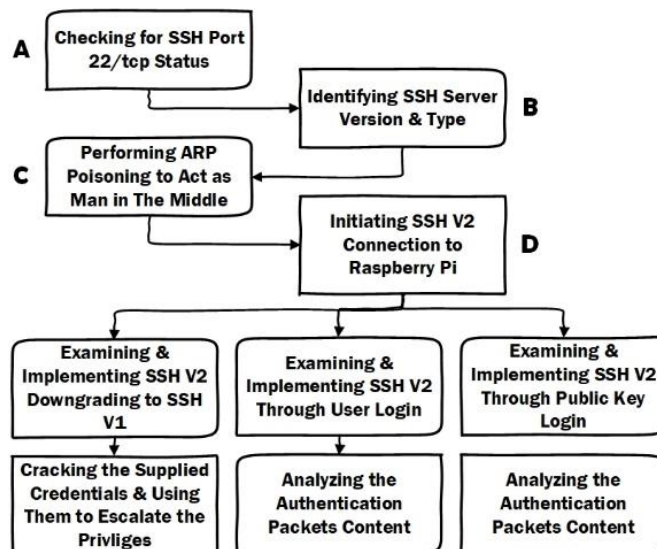 A
Checking for SSH Port
22/tcp Status
Identifying SSH Server
Version & Type
B
C
Performing ARP
Poisoning to Act as
Man in The Middle
Initiating SSH V2
Connection to
Raspberry Pi
D
Examining &
Implementing SSH V2
Downgrading to SSH
V1
Examining &
Implementing SSH V2
Through User Login
Examining &
Implementing SSH V2
Through Public Key
Login
Cracking the Supplied
Credentials & Using
Them to Escalate the
Privliges
Analyzing the
Authentication
Packets Content
Analyzing the
Authentication
Packets Content